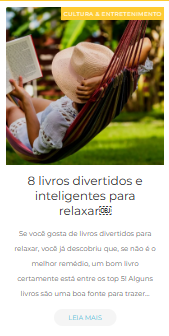 CULTURA & ENTRETENIMENTO
8 livros divertidos e
inteligentes para
relaxar￼
Se você gosta de livros divertidos para
relaxar, você já descobriu que, se não é o
melhor remédio, um bom livro
certamente está entre os top 5! Alguns
livros são uma boa fonte para trazer...
LEIA MAIS